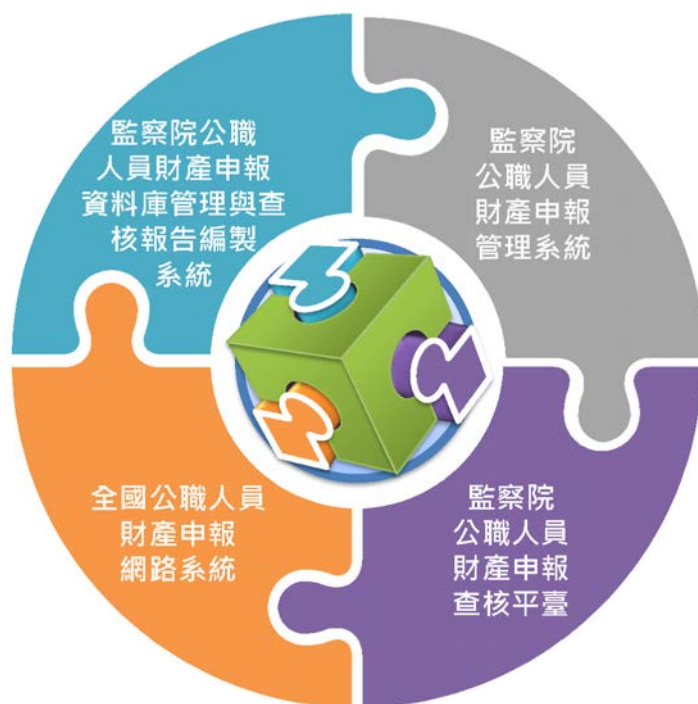 監察院公職
人員財產申報
資料庫管理與查
核報告編製
系統
監察院
公職人員
財產申報
管理系統
全國公職人員
財產申報
網路系統
監察院
公職人員
財產申報
查核平臺